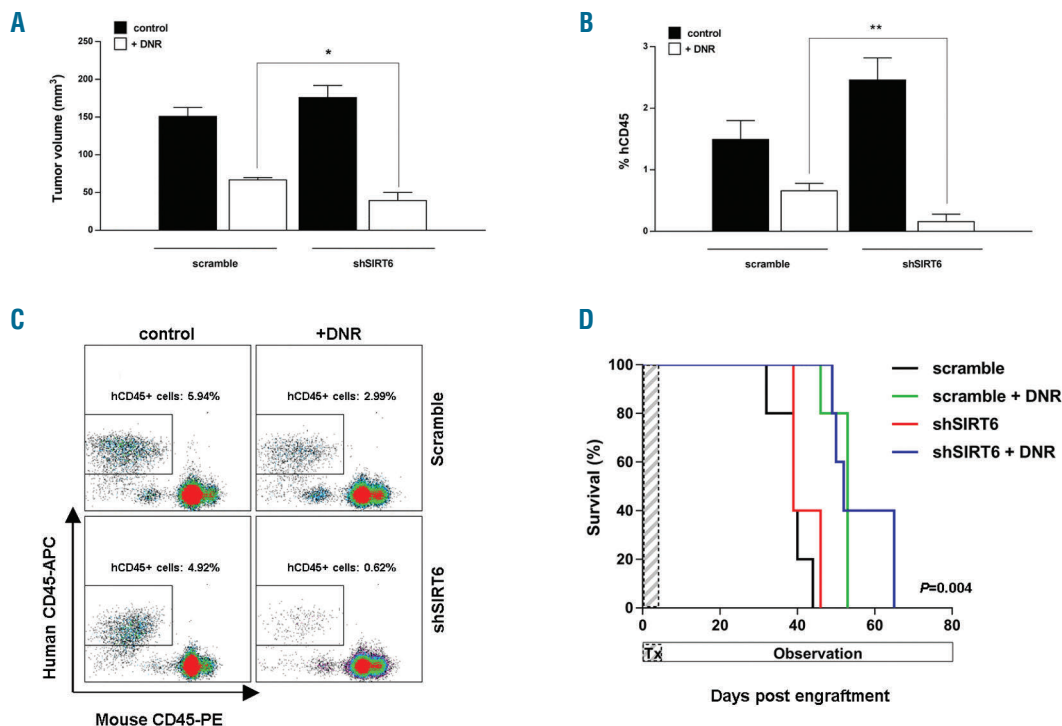 A
control
+ DNR
Tumor volume (mm3)
250
200
150
100
50
0
*
scramble
shSIRT6
B
control
+ DNR
% hCD45
3
2
1
0
**
scramble
shSIRT6
C
control
+DNR
hCD45+ cells: 5.94%
hCD45+ cells: 2.99%
Scramble
hCD45+ cells: 4.92%
hCD45+ cells: 0.62%
shSIRT6
Human CD45-APC
Mouse CD45-PE
D
scramble
scramble + DNR
shSIRT6
shSIRT6 + DNR
Survival (%)
100
80
60
40
20
0
P=0.004
0 20 40 60 80
Tx
Observation
Days post engraftment